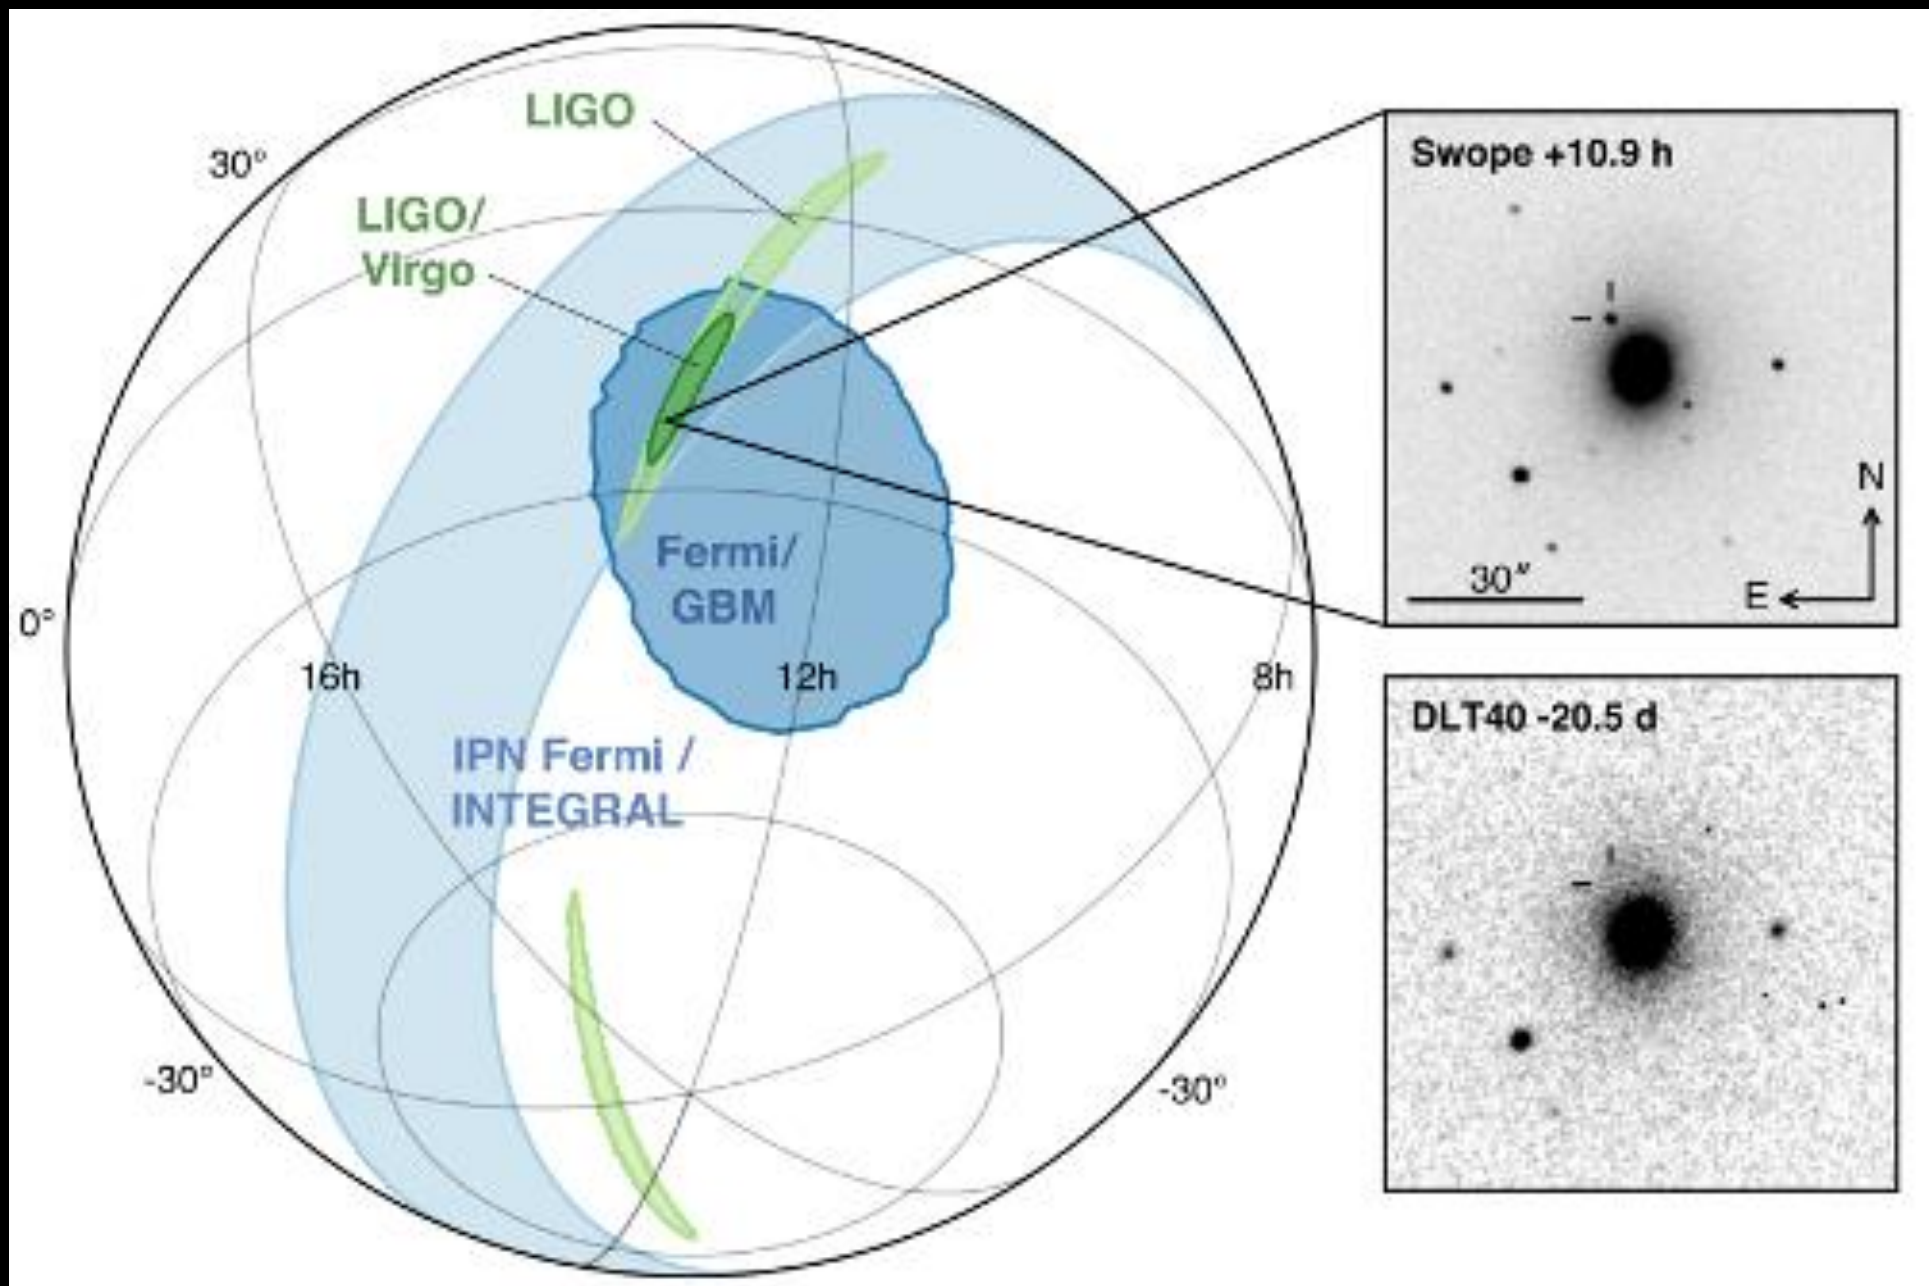 LIGO
30°
LIGO/
Virgo
0°
16h
12h
8h
Fermi/
GBM
IPN Fermi /
INTEGRAL
-30°
-30°
Swope +10.9 h
N
30"
E
DLT40 -20.5 d